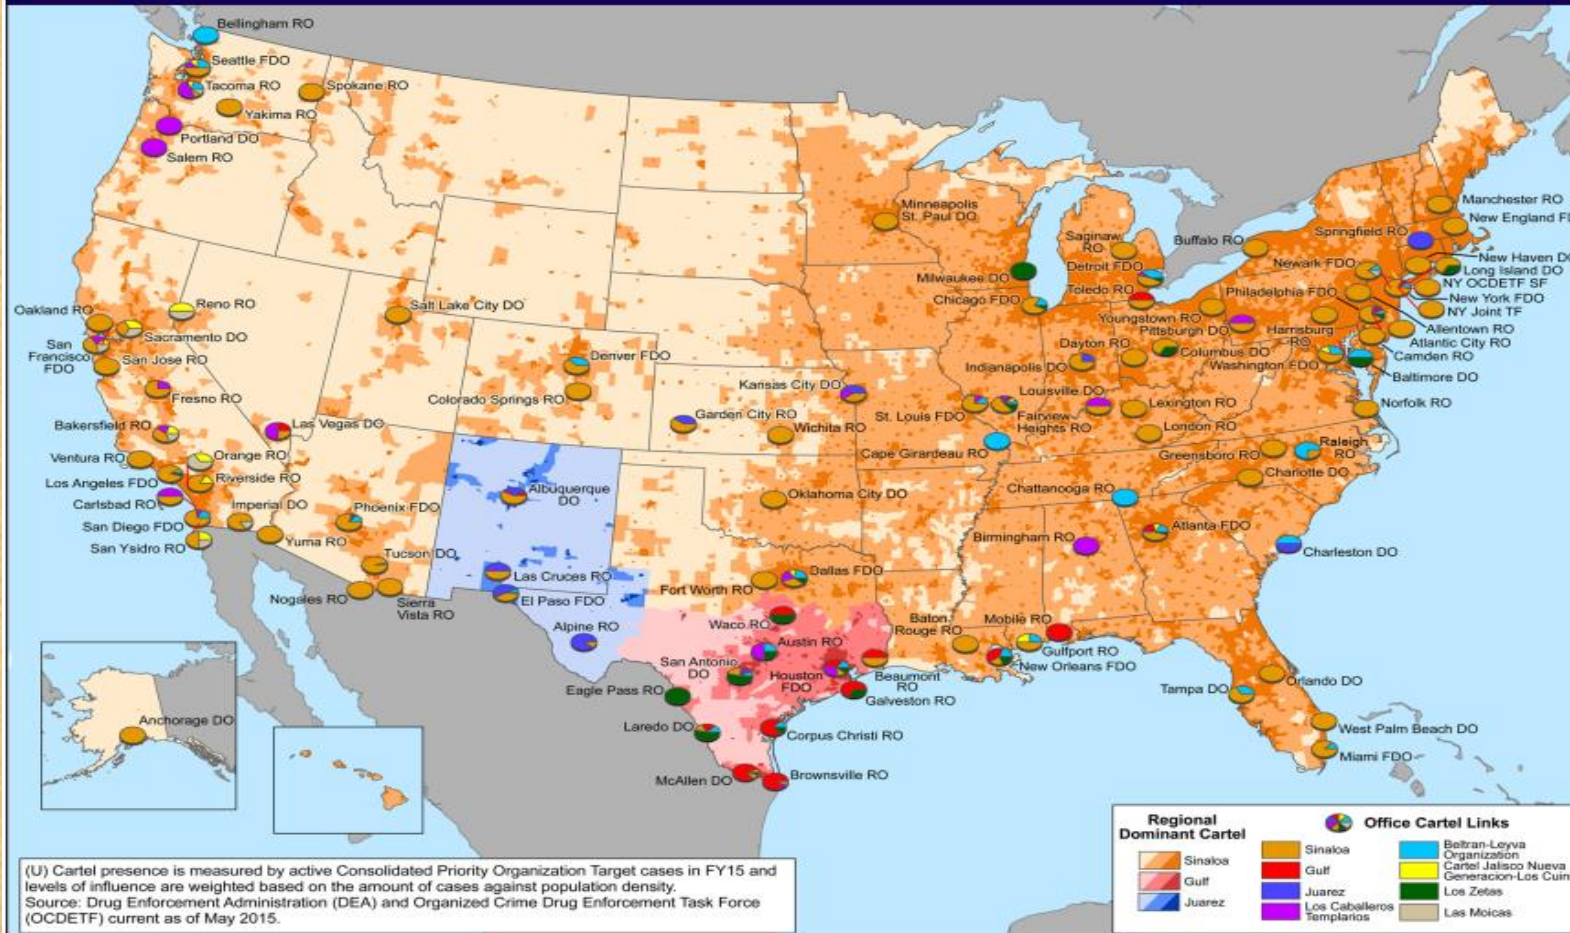 Bellingham RO
Seattle FDO
Tacoma RO
Spokane RO
Yakima RO
Portland DO
Salem RO
Minneapolis
St. Paul DO
Manchester RO
New England FL
Springfield RO
Buffalo RO
Saginaw
RO
Detroit FDO
Newark FDO
New Haven DO
Long Island DO
Milwaukee DO
Toledo RO
NY OCDETF SF
Chicago FDO
Philadelphia FDO
New York FDO
NY Joint TF
Youngstown RO
Pittsburgh DO
Harrisburg
RO
Allentown RO
Atlantic City RO
Camden RO
Dayton RO
Columbus DO
Washington FDO
Indianapolis DO
Baltimore DO
Oakland RO
Reno RO
Salt Lake City DO
Sacramento DO
San
Francisco
FDO
San Jose RO
Denver FDO
Fresno RO
Colorado Springs RO
Kansas City DO
Louisville DO
Garden City RO
St. Louis FDO
Fairview
Heights RO
Lexington RO
Norfolk RO
Bakersfield RO
Las Vegas DO
Wichita RO
London RO
Cape Girardeau RO
Raleigh
RO
Greensboro RO
Ventura RO
Orange RO
Charlotte DO
Los Angeles FDO
Riverside RO
Carlsbad RO
Imperial DO
Phoenix FDO
Albuquerque
DO
Oklahoma City DO
Chattanooga RO
San Diego FDO
Atlanta FDO
San Ysidro RO
Yuma RO
Birmingham RO
Charleston DO
Tucson DO
Las Cruces RO
Dallas FDO
Nogales RO
Sierra
Vista RO
El Paso FDO
Fort Worth RO
Alpine RO
Waco RO
Baton
Rouge RO
Mobile RO
Austin RO
Gulfport RO
San Antonio
DO
Houston
FDO
Beaumont
RO
New Orleans FDO
Eagle Pass RO
Galveston RO
Tampa DO
Orlando DO
Anchorage DO
Laredo DO
Corpus Christi RO
West Palm Beach DO
Miami FDO
McAllen DO
Brownsville RO
Regional
Dominant Cartel
Sinaloa
Gulf
Juarez
Office Cartel Links
Sinaloa
Gulf
Juarez
Los Caballeros
Templarios
Beltran-Leyva
Organization
Cartel Jalisco Nueva
Generacion-Los Cuin
Los Zetas
Las Moicas
(U) Cartel presence is measured by active Consolidated Priority Organization Target cases in FY15 and
levels of influence are weighted based on the amount of cases against population density.
Source: Drug Enforcement Administration (DEA) and Organized Crime Drug Enforcement Task Force
(OCDETF) current as of May 2015.